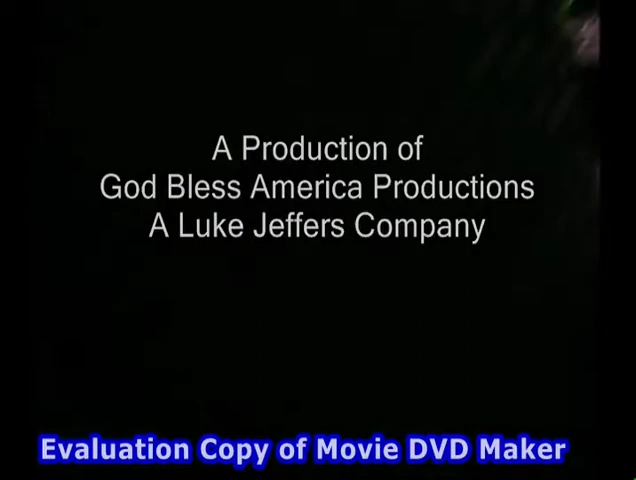 A Production of
God Bless America Productions
A Luke Jeffers Company
Evaluation Copy of Movie DVD Maker